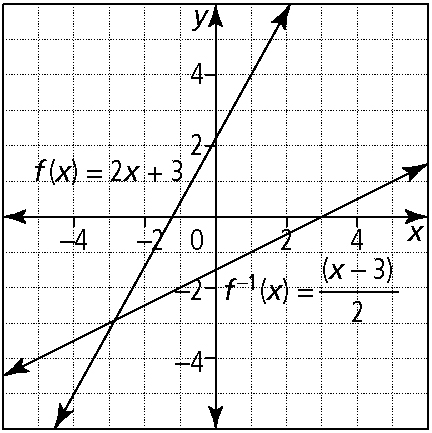 y
4
2
f(x) = 2x + 3
−4
−2
0
2
4
x
−2
f⁻¹(x) = (x − 3)/2
−4